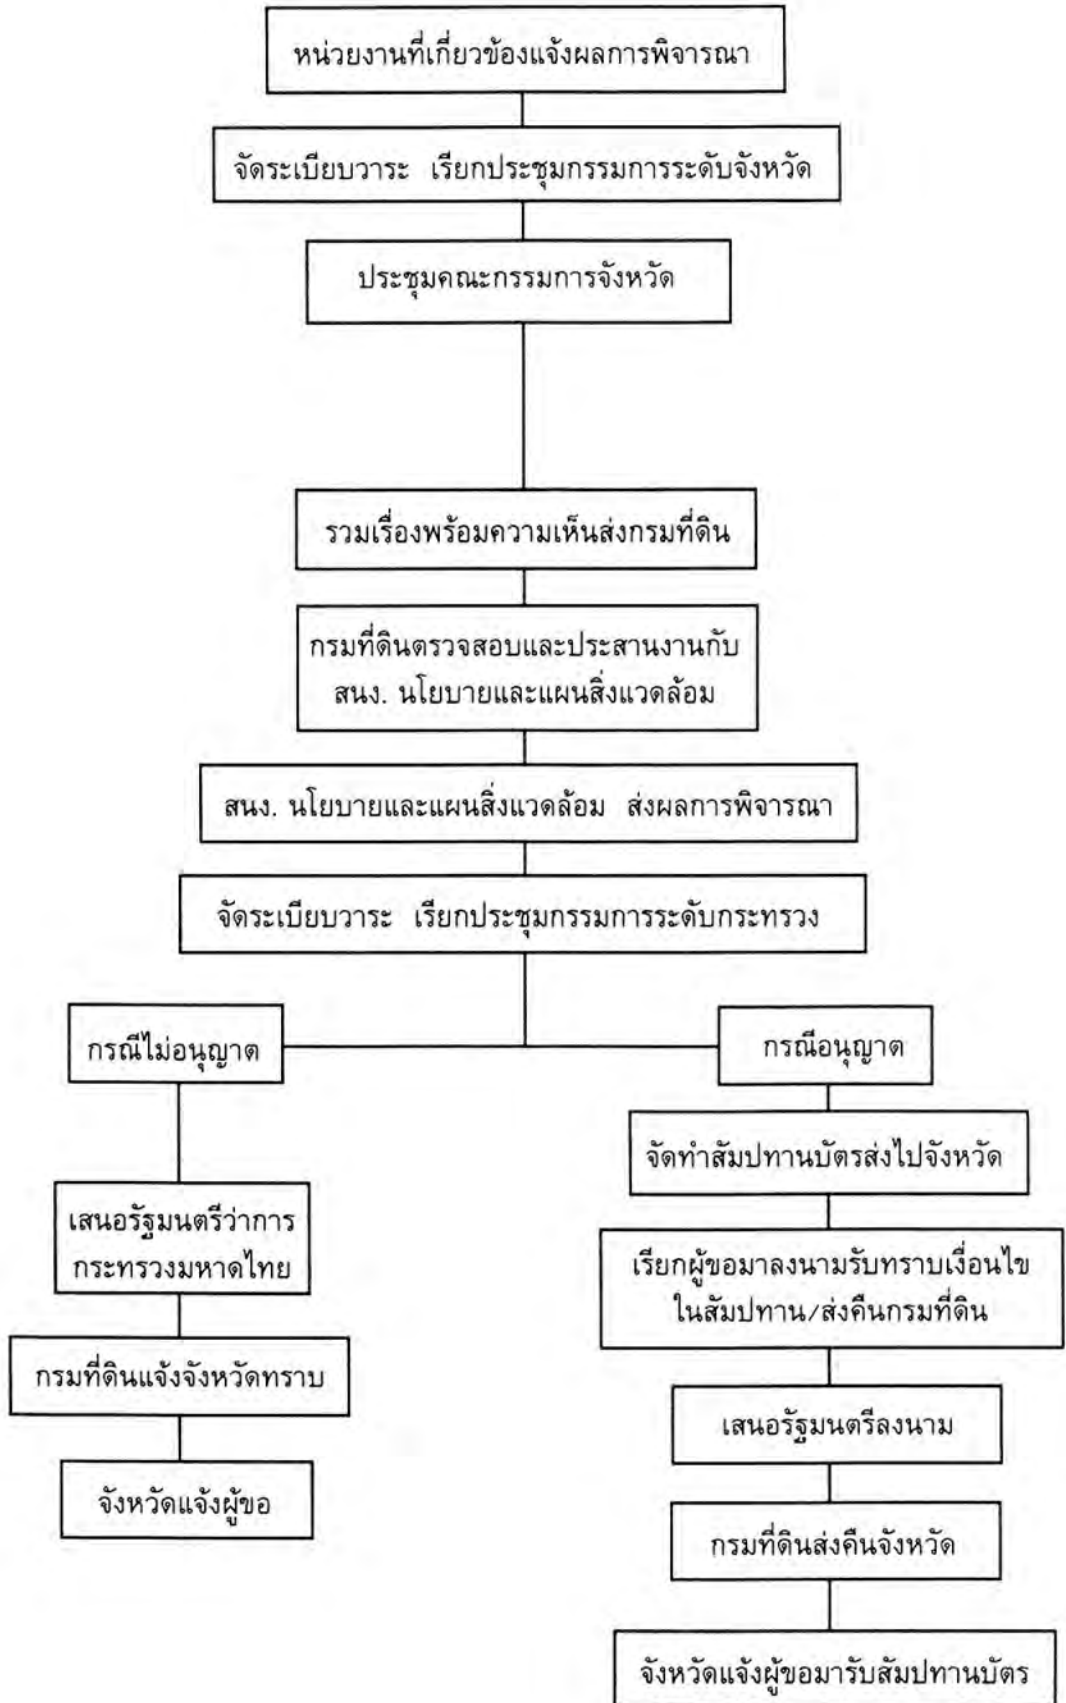 หน่วยงานที่เกี่ยวข้องแจ้งผลการพิจารณา
จัดระเบียบวาระ เรียกประชุมกรรมการระดับจังหวัด
ประชุมคณะกรรมการจังหวัด
รวมเรื่องพร้อมความเห็นส่งกรมที่ดิน
กรมที่ดินตรวจสอบและประสานงานกับ
สนง. นโยบายและแผนสิ่งแวดล้อม
สนง. นโยบายและแผนสิ่งแวดล้อม ส่งผลการพิจารณา
จัดระเบียบวาระ เรียกประชุมกรรมการระดับกระทรวง
กรณีไม่อนุญาต
เสนอรัฐมนตรีว่าการ
กระทรวงมหาดไทย
กรมที่ดินแจ้งจังหวัดทราบ
จังหวัดแจ้งผู้ขอ
กรณีอนุญาต
จัดทำสัมปทานบัตรส่งไปจังหวัด
เรียกผู้ขอมาลงนามรับทราบเงื่อนไข
ในสัมปทาน/ส่งคืนกรมที่ดิน
เสนอรัฐมนตรีลงนาม
กรมที่ดินส่งคืนจังหวัด
จังหวัดแจ้งผู้ขอมารับสัมปทานบัตร